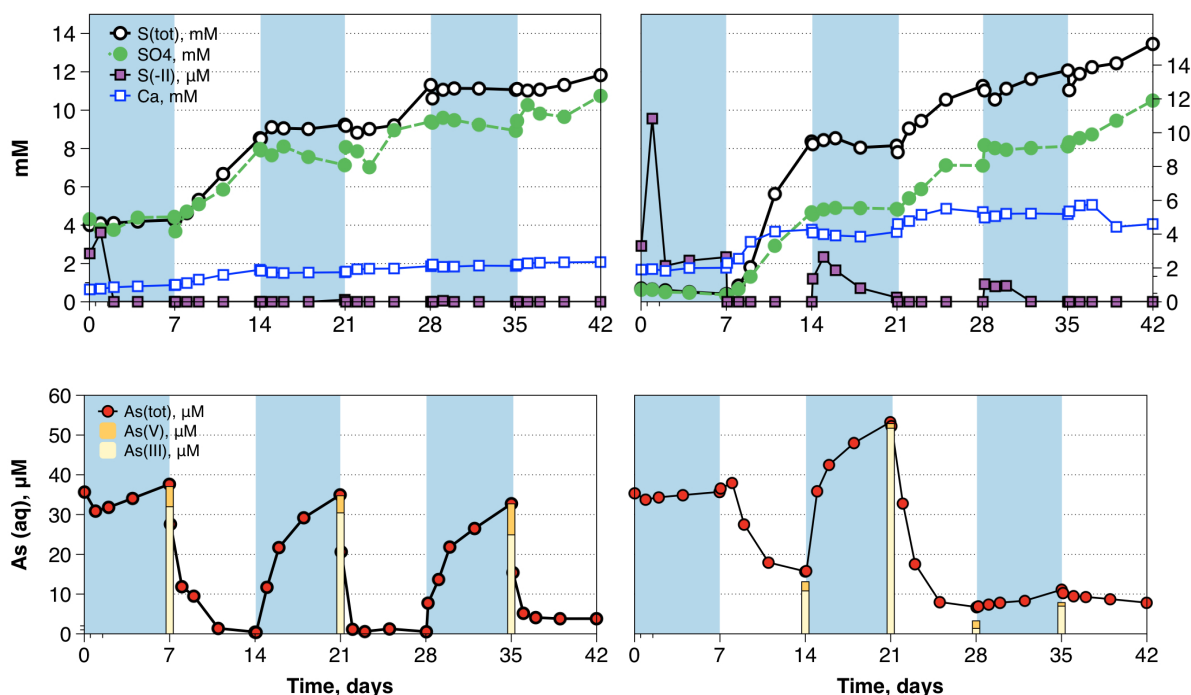 S(tot), mM
SO4, mM
S(-II), µM
Ca, mM
mM
14
12
10
8
6
4
2
0
0 7 14 21 28 35 42
14
12
10
8
6
4
2
0
0 7 14 21 28 35 42
As(tot), µM
As(V), µM
As(III), µM
As (aq), µM
60
50
40
30
20
10
0
0 7 14 21 28 35 42
Time, days
0 7 14 21 28 35 42
Time, days